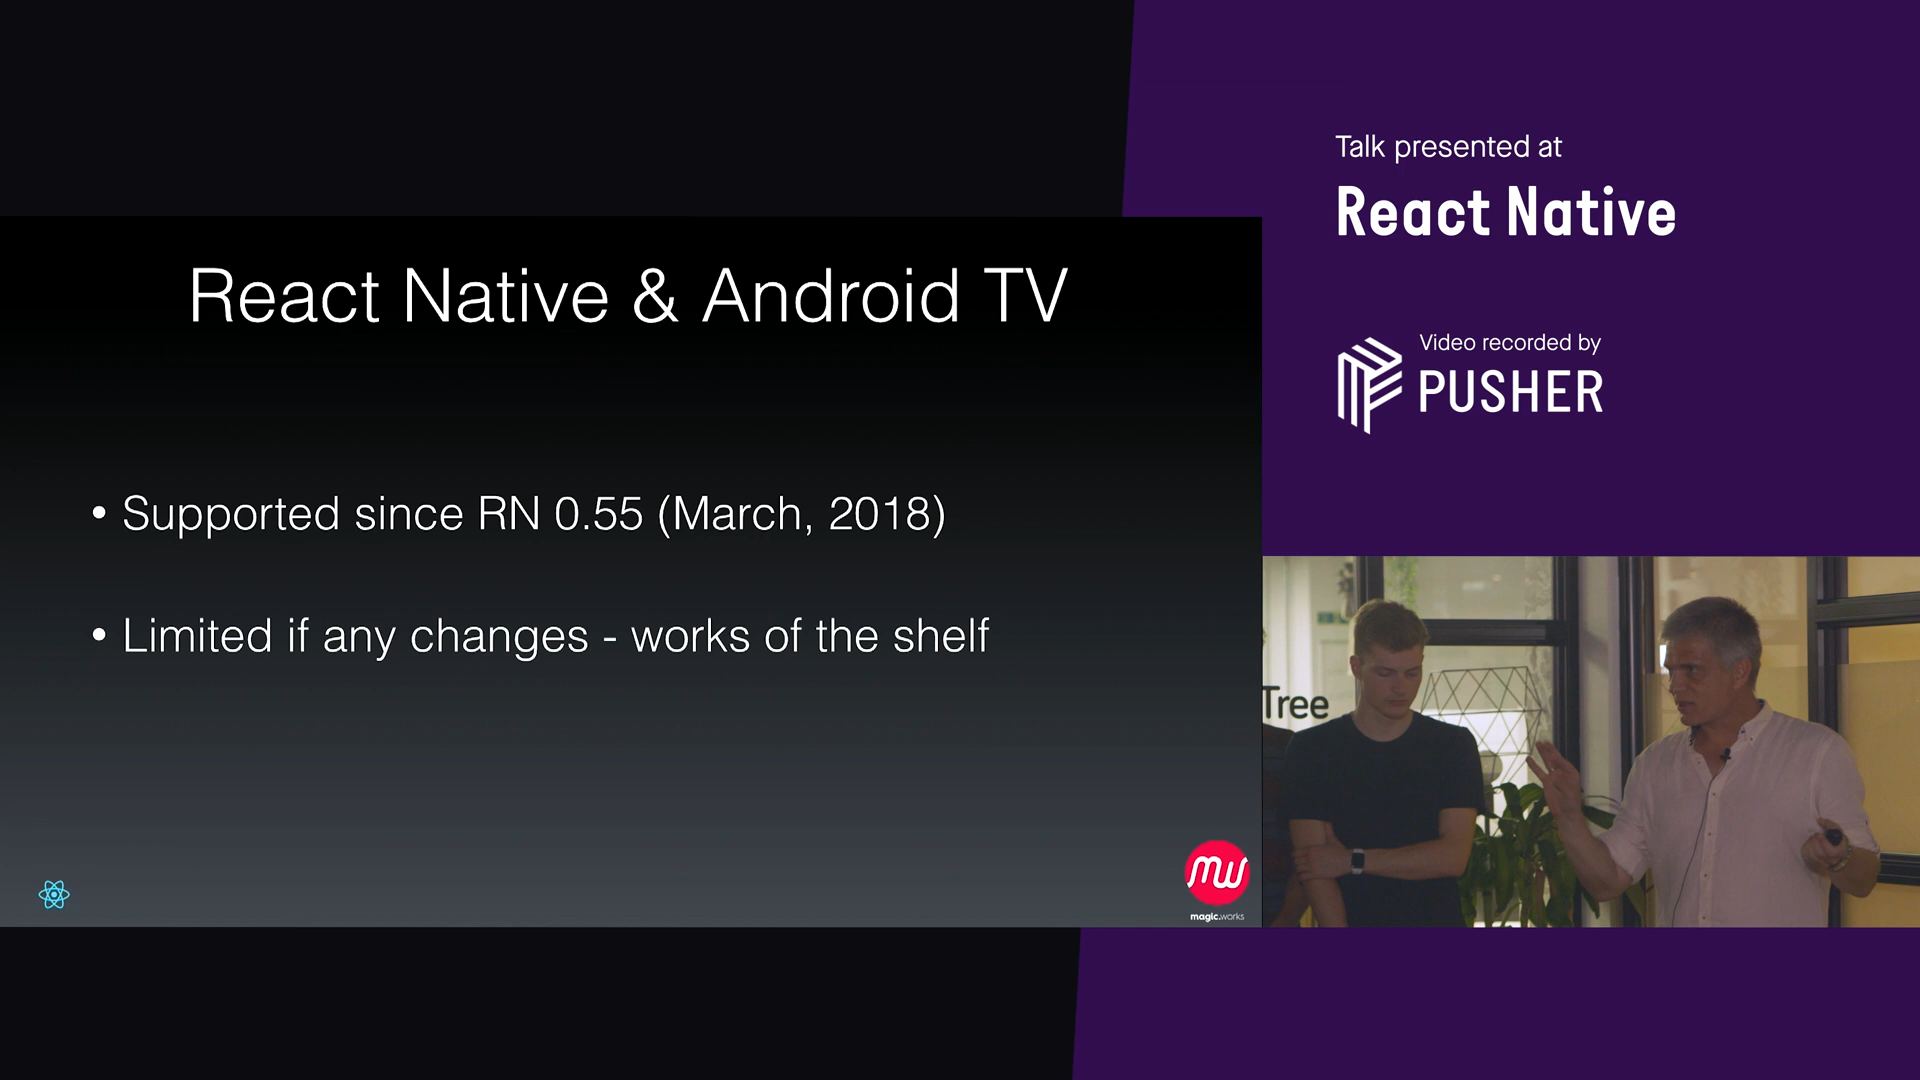 React Native & Android TV
• Supported since RN 0.55 (March, 2018)
• Limited if any changes - works of the shelf
mw
magic.works
Talk presented at
React Native
Video recorded by
PUSHER
Tree